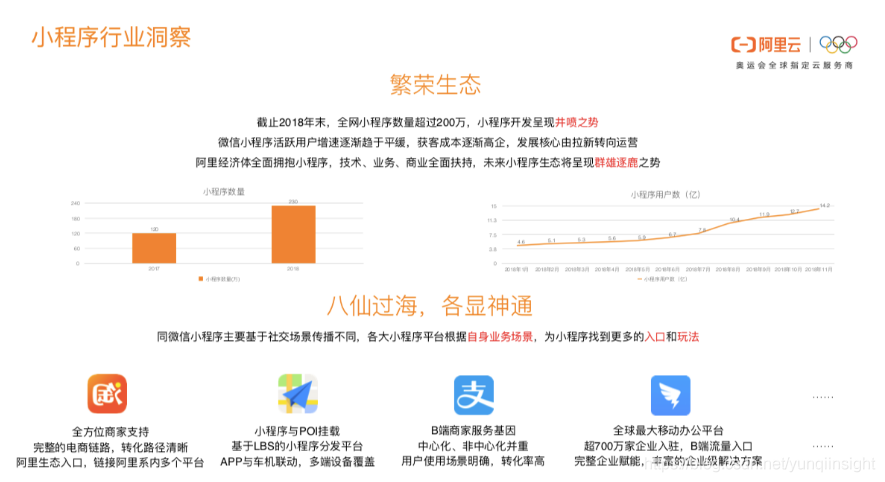 小程序行业洞察
阿里云
奥运会全球指定云服务商
繁荣生态
截止2018年末，全网小程序数量超过200万，小程序开发呈现井喷之势
微信小程序活跃用户增速逐渐趋于平缓，获客成本逐渐高企，发展核心由拉新转向运营
阿里经济体全面拥抱小程序，技术、业务、商业全面扶持，未来小程序生态将呈现群雄逐鹿之势
小程序数量
240
180
120
60
0
120
230
2017
2018
小程序数量(万)
小程序用户数（亿）
15
11.3
7.5
3.8
0
4.6
5.1
5.3
5.6
5.9
6.7
7.8
10.4
11.9
12.7
14.2
2018年1月 2018年2月 2018年3月 2018年4月 2018年5月 2018年6月 2018年7月 2018年8月 2018年9月 2018年10月 2018年11月
小程序用户数（亿）
八仙过海，各显神通
同微信小程序主要基于社交场景传播不同，各大小程序平台根据自身业务场景，为小程序找到更多的入口和玩法
全方位商家支持
完整的电商链路，转化路径清晰
阿里生态入口，链接阿里系内多个平台
小程序与POI挂载
基于LBS的小程序分发平台
APP与车机联动，多端设备覆盖
支
B端商家服务基因
中心化、非中心化并重
用户使用场景明确，转化率高
全球最大移动办公平台
超700万家企业入驻，B端流量入口
完整企业赋能，丰富的企业级解决方案
……
……
https://blog.csdn.net/yunqiinsight